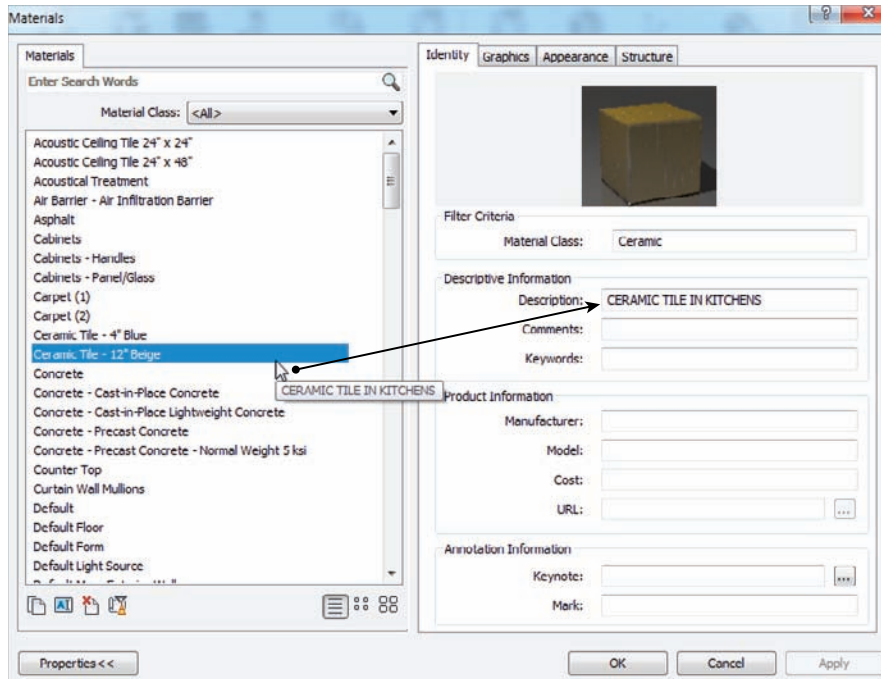 Materials
Materials
Enter Search Words
Material Class: <All>
Acoustic Ceiling Tile 24" x 24"
Acoustic Ceiling Tile 24" x 48"
Acoustical Treatment
Air Barrier - Air Infiltration Barrier
Asphalt
Cabinets
Cabinets - Handles
Cabinets - Panel/Glass
Carpet (1)
Carpet (2)
Ceramic Tile - 4" Blue
Ceramic Tile - 12" Beige
Concrete
Concrete - Cast-in-Place Concrete
CERAMIC TILE IN KITCHENS
Concrete - Cast-in-Place Lightweight Concrete
Concrete - Precast Concrete
Concrete - Precast Concrete - Normal Weight 5 ksi
Counter Top
Curtain Wall Mullions
Default
Default Floor
Default Form
Default Light Source
AI
Properties <<
Identity Graphics Appearance Structure
Filter Criteria
Material Class: Ceramic
Descriptive Information
Description: CERAMIC TILE IN KITCHENS
Comments:
Keywords:
Product Information
Manufacturer:
Model:
Cost:
URL: ...
Annotation Information
Keynote: ...
Mark:
OK Cancel Apply